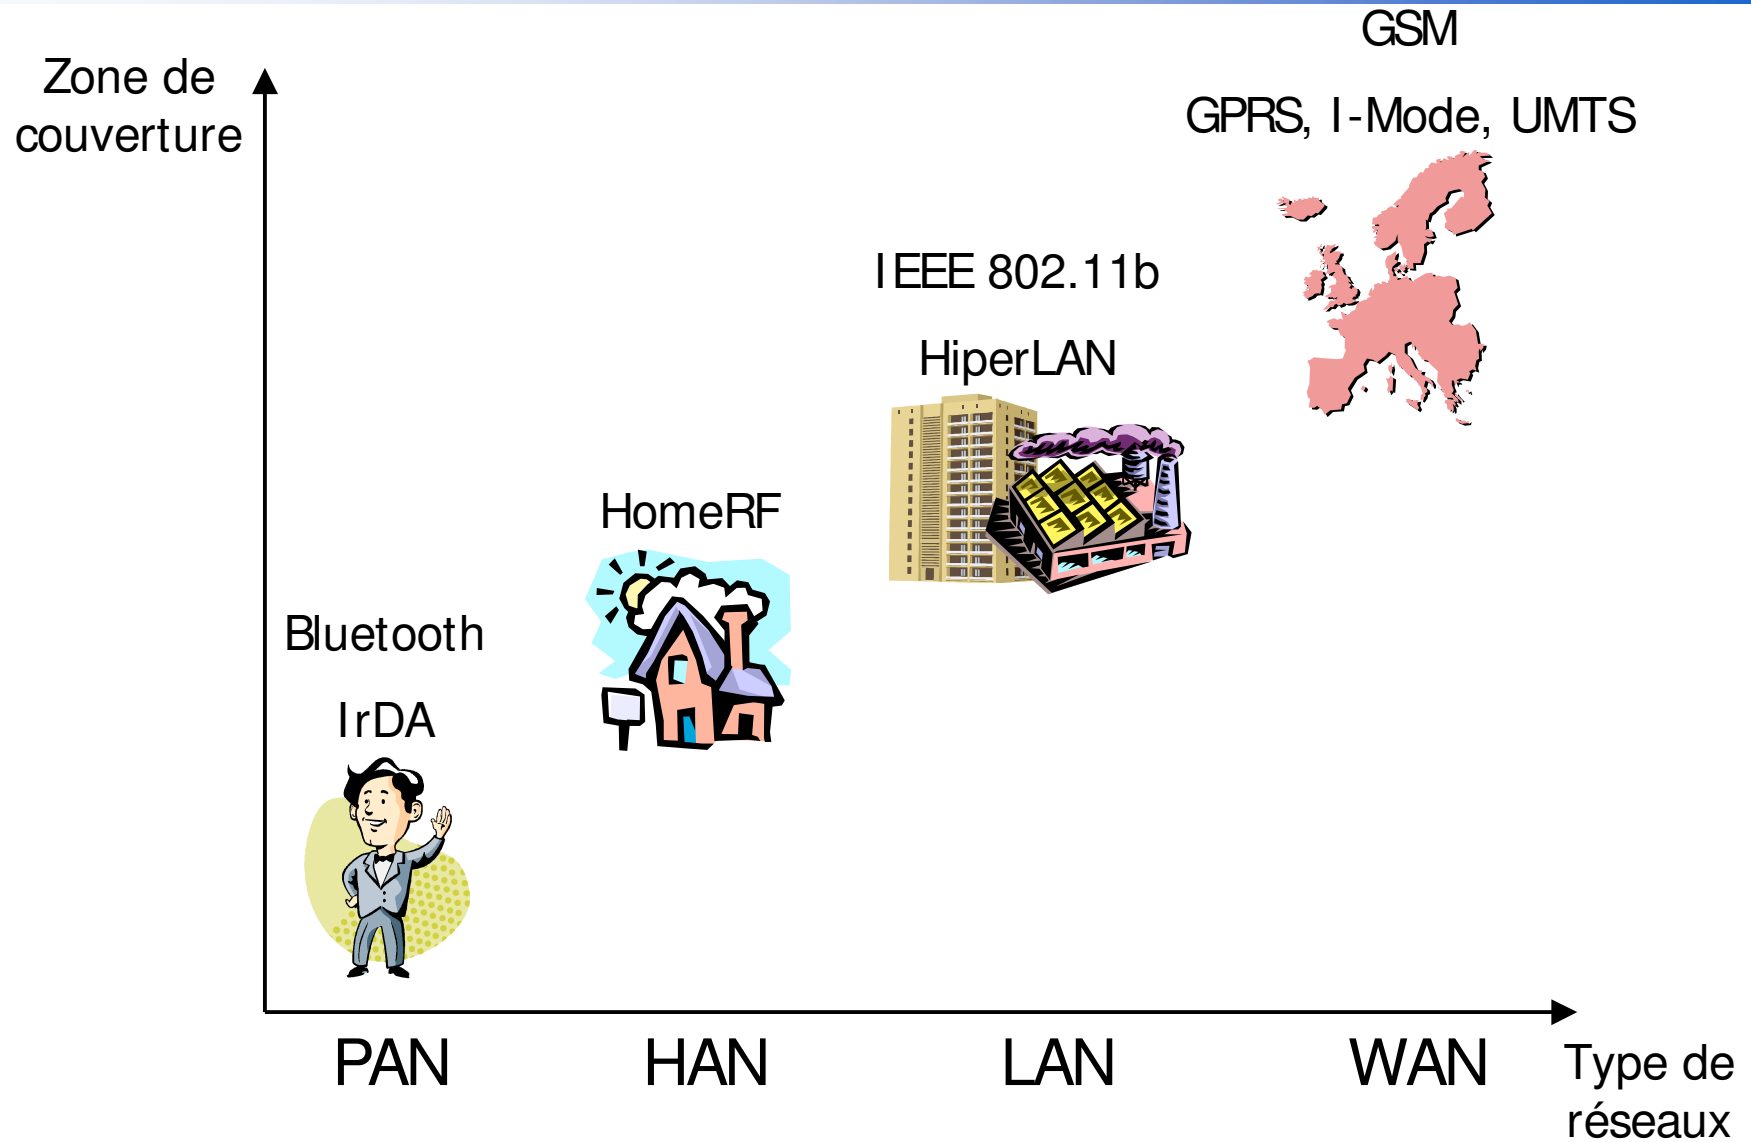 GSM
Zone de
couverture
GPRS, I-Mode, UMTS
IEEE 802.11b
HiperLAN
HomeRF
Bluetooth
IrDA
PAN
HAN
LAN
WAN
Type de
réseaux